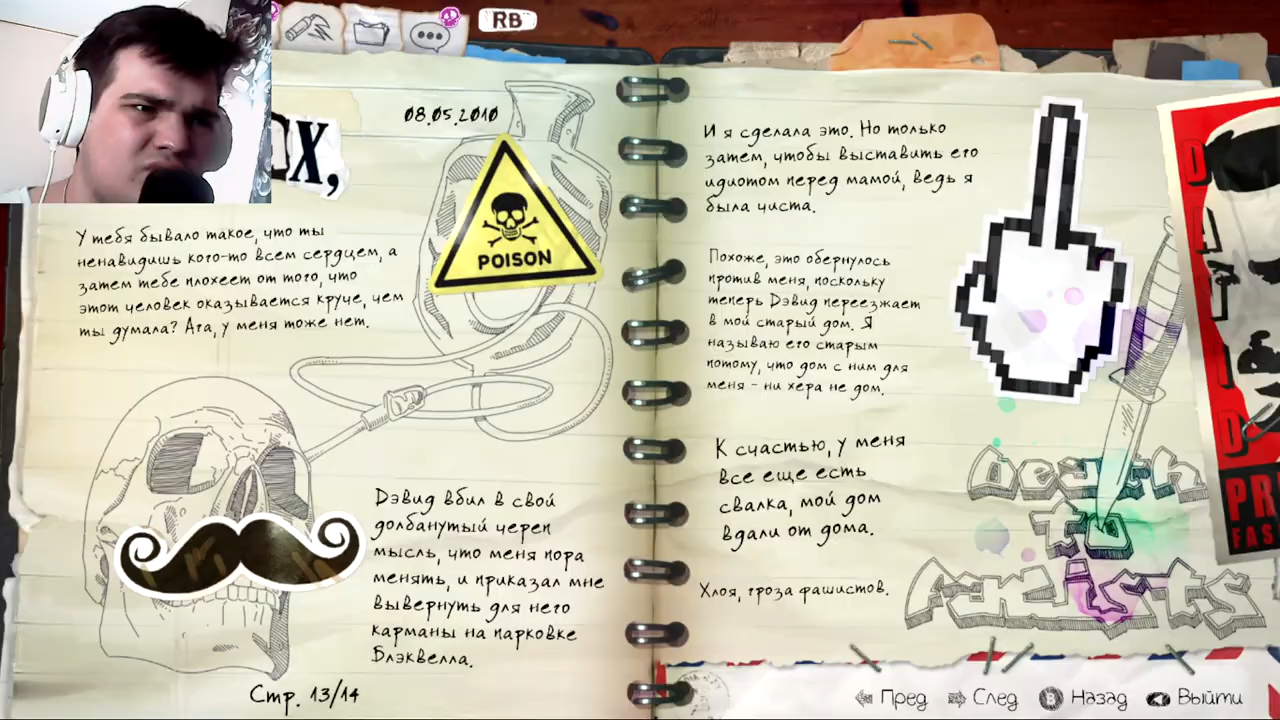 RB
08.05.2010
OX,
POISON
У тебя бывало такое, что ты
ненавидишь кого-то всем сердцем, а
затем тебе плохеет от того, что
этот человек оказывается круче, чем
ты думала? Ага, у меня тоже нет.
Дэвид вбил в свой
долбанутый череп
мысль, что меня пора
менять, и приказал мне
вывернуть для него
карманы на парковке
Блэквелла.
Стр. 13/14
И я сделала это. Но только
затем, чтобы выставить его
идиотом перед мамой, ведь я
была чиста.
Похоже, это обернулось
против меня, поскольку
теперь Дэвид переезжает
в мой старый дом. Я
называю его старым
потому, что дом с ним для
меня - ни хера не дом.
К счастью, у меня
все еще есть
свалка, мой дом
вдали от дома.
Хлоя, гроза фашистов.
Death
To
Fascists
DAVID
Пред
След
B Назад
Выйти